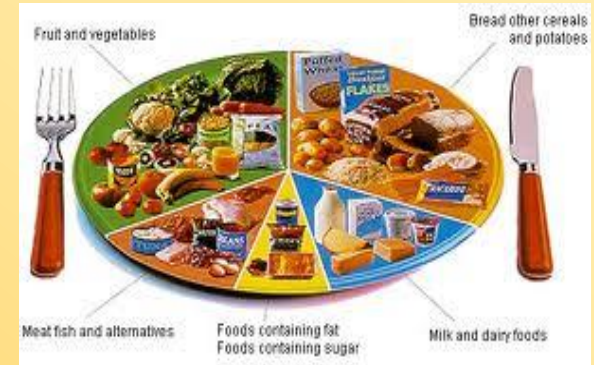 Fruit and vegetables
Bread other cereals
and potatoes
Puffed
Wheat
FLAKES
BEANS
Meat fish and alternatives
Foods containing fat
Foods containing sugar
Milk and dairy foods